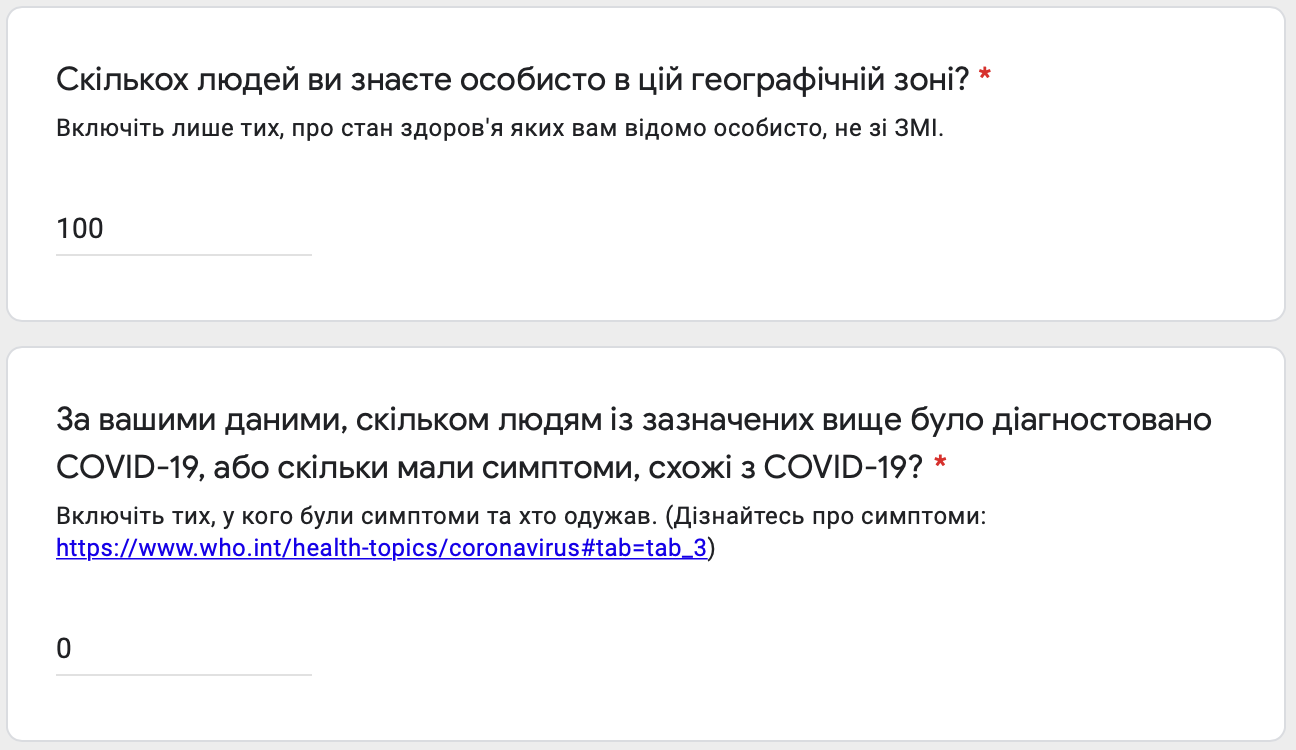 Скількох людей ви знаєте особисто в цій географічній зоні? *
Включіть лише тих, про стан здоров'я яких вам відомо особисто, не зі ЗМІ.
100
За вашими даними, скільком людям із зазначених вище було діагностовано
COVID-19, або скільки мали симптоми, схожі з COVID-19? *
Включіть тих, у кого були симптоми та хто одужав. (Дізнайтесь про симптоми:
https://www.who.int/health-topics/coronavirus#tab=tab_3)
0